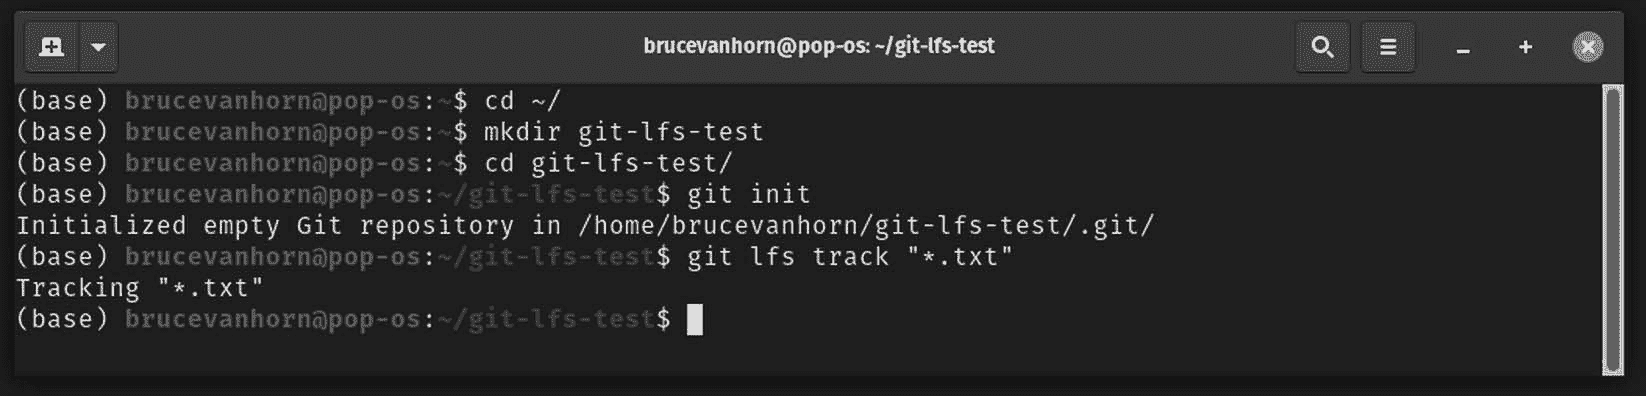 brucevanhorn@pop-os: ~/git-lfs-test
(base) brucevanhorn@pop-os:~$ cd ~/
(base) brucevanhorn@pop-os:~$ mkdir git-lfs-test
(base) brucevanhorn@pop-os:~$ cd git-lfs-test/
(base) brucevanhorn@pop-os:~/git-lfs-test$ git init
Initialized empty Git repository in /home/brucevanhorn/git-lfs-test/.git/
(base) brucevanhorn@pop-os:~/git-lfs-test$ git lfs track "*.txt"
Tracking "*.txt"
(base) brucevanhorn@pop-os:~/git-lfs-test$